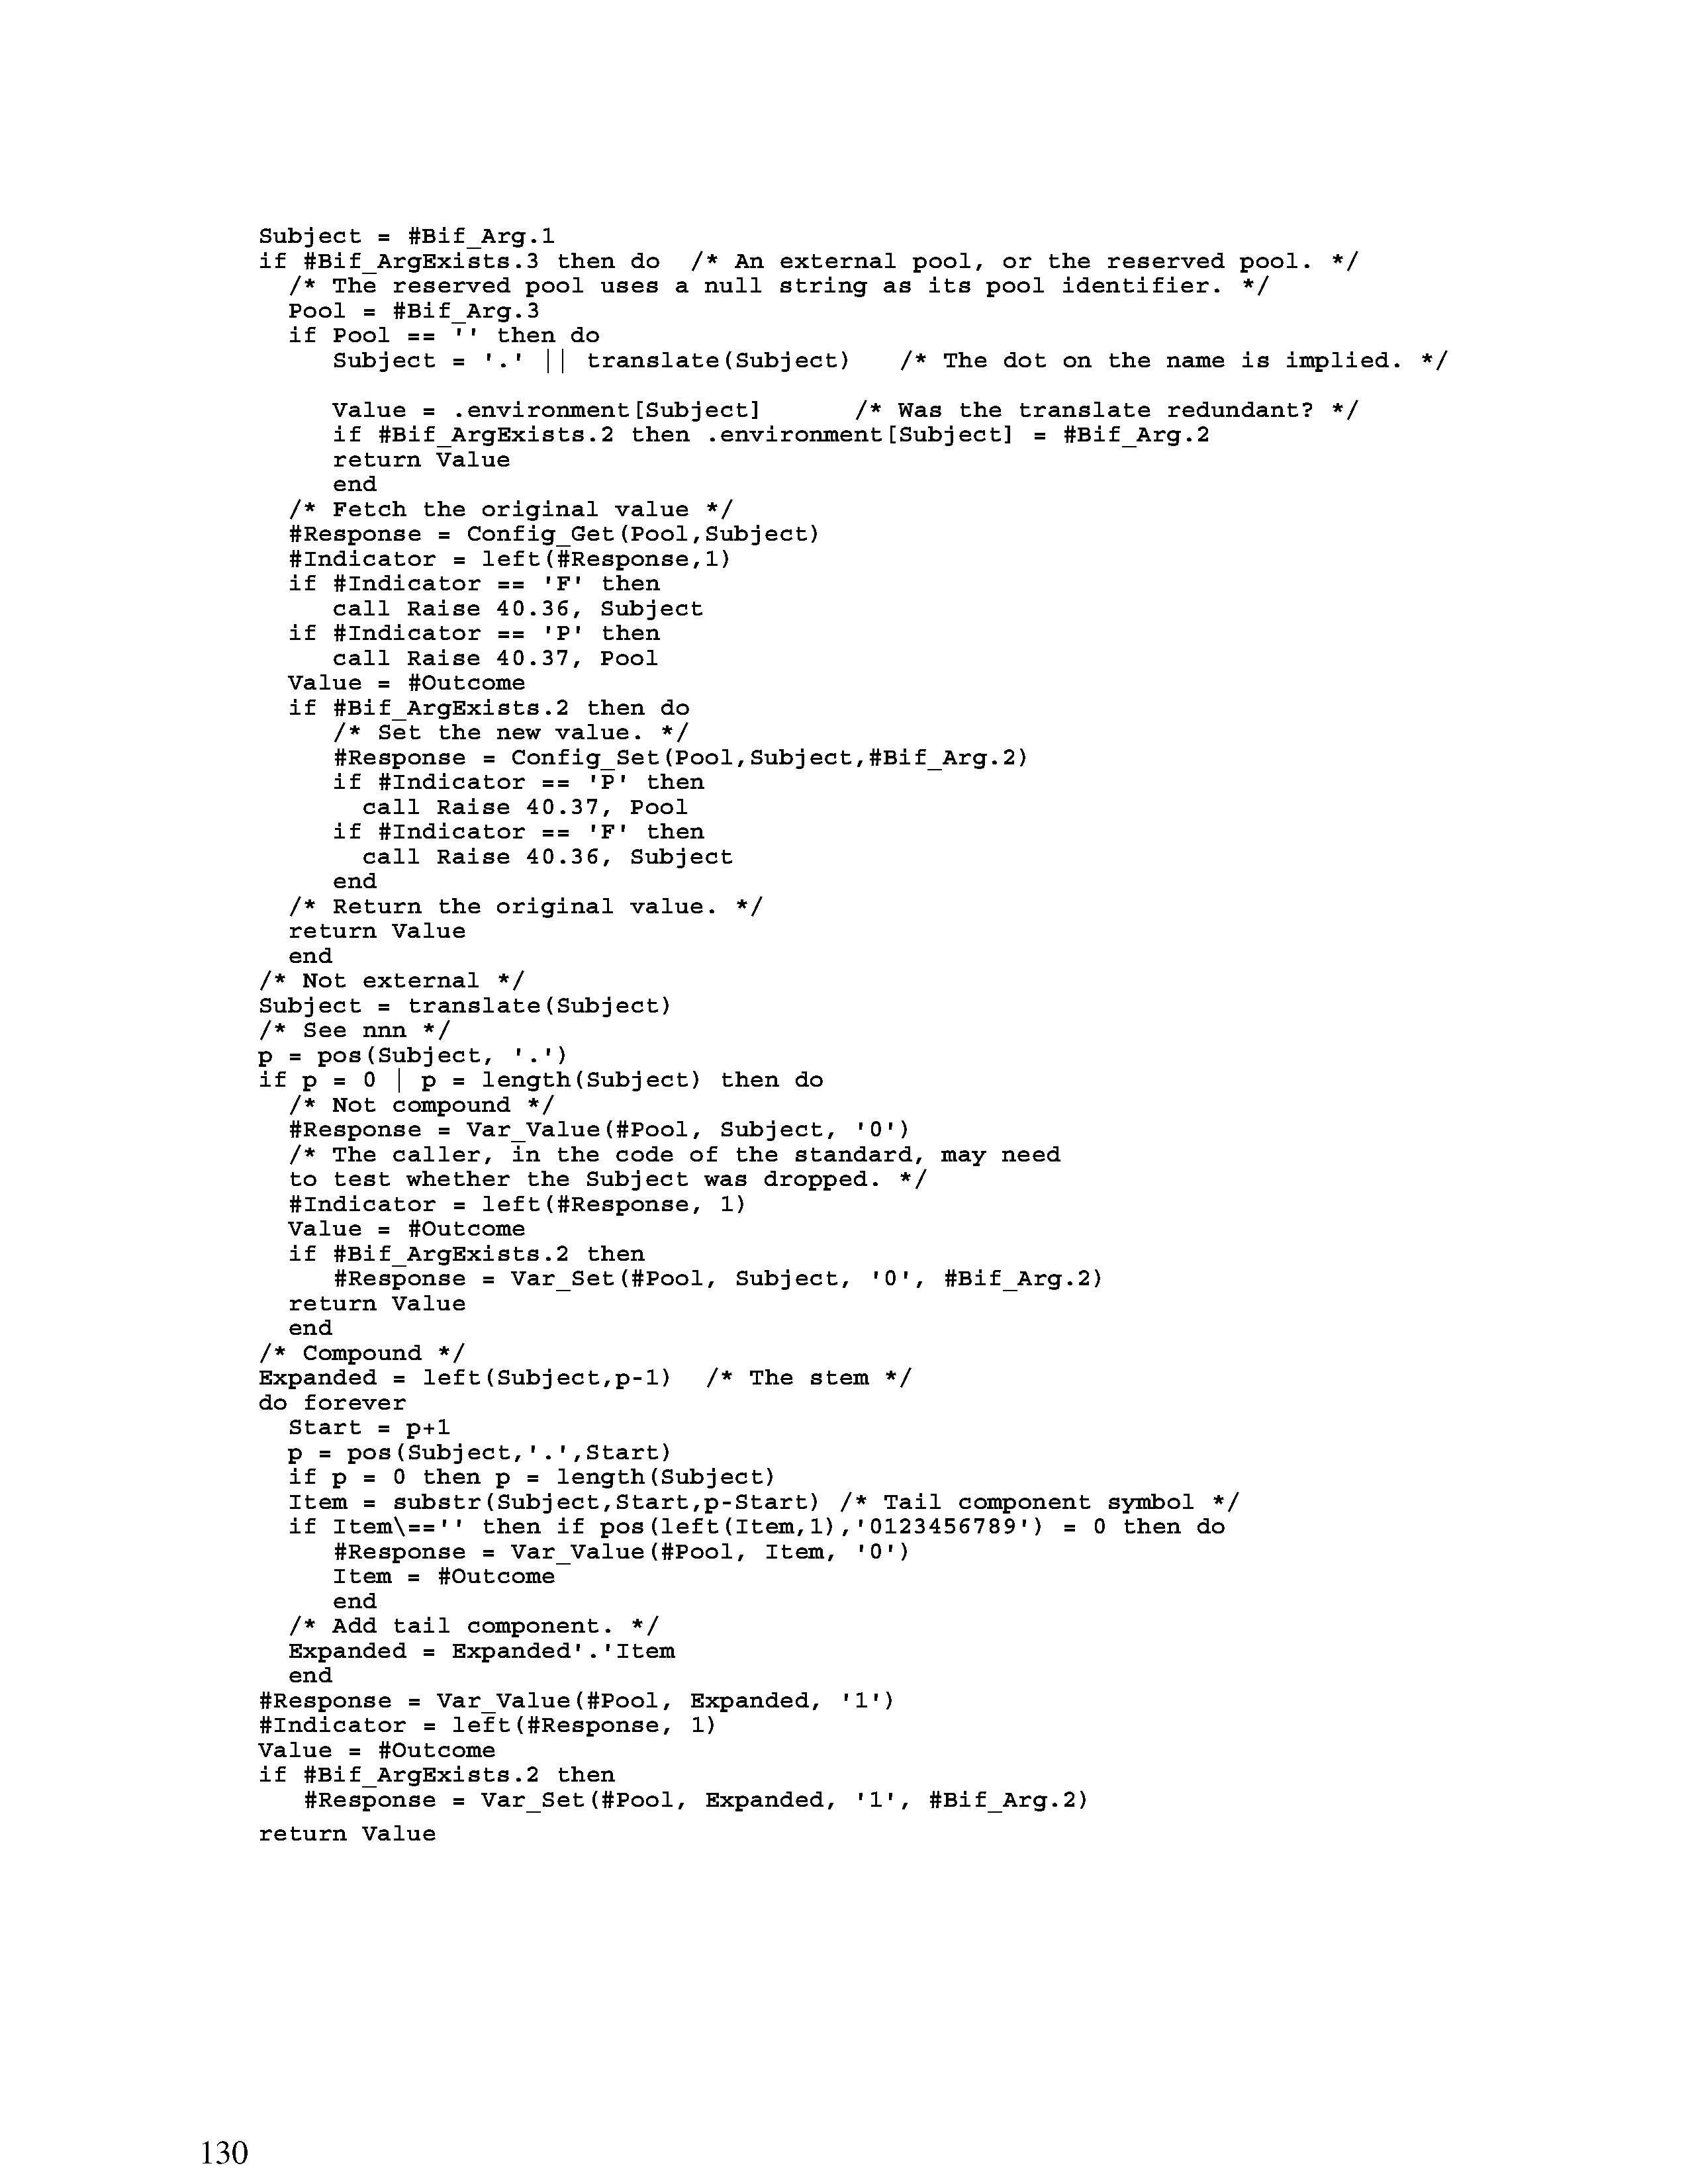 Subject = #Bif_Arg.1
if #Bif_ArgExists.3 then do  /* An external pool, or the reserved pool. */
  /* The reserved pool uses a null string as its pool identifier. */
  Pool = #Bif_Arg.3
  if Pool == '' then do
     Subject = '.' || translate(Subject)   /* The dot on the name is implied. */
     Value = .environment[Subject]      /* Was the translate redundant? */
     if #Bif_ArgExists.2 then .environment[Subject] = #Bif_Arg.2
     return Value
     end
  /* Fetch the original value */
  #Response = Config_Get(Pool,Subject)
  #Indicator = left(#Response,1)
  if #Indicator == 'F' then
     call Raise 40.36, Subject
  if #Indicator == 'P' then
     call Raise 40.37, Pool
  Value = #Outcome
  if #Bif_ArgExists.2 then do
     /* Set the new value. */
     #Response = Config_Set(Pool,Subject,#Bif_Arg.2)
     if #Indicator == 'P' then
       call Raise 40.37, Pool
     if #Indicator == 'F' then
       call Raise 40.36, Subject
     end
  /* Return the original value. */
  return Value
  end
/* Not external */
Subject = translate(Subject)
/* See nnn */
p = pos(Subject, '.')
if p = 0 | p = length(Subject) then do
  /* Not compound */
  #Response = Var_Value(#Pool, Subject, '0')
  /* The caller, in the code of the standard, may need
  to test whether the Subject was dropped. */
  #Indicator = left(#Response, 1)
  Value = #Outcome
  if #Bif_ArgExists.2 then
     #Response = Var_Set(#Pool, Subject, '0', #Bif_Arg.2)
  return Value
  end
/* Compound */
Expanded = left(Subject,p-1)  /* The stem */
do forever
  Start = p+1
  p = pos(Subject,'.',Start)
  if p = 0 then p = length(Subject)
  Item = substr(Subject,Start,p-Start) /* Tail component symbol */
  if Item\=='' then if pos(left(Item,1),'0123456789') = 0 then do
     #Response = Var_Value(#Pool, Item, '0')
     Item = #Outcome
     end
  /* Add tail component. */
  Expanded = Expanded'.'Item
  end
#Response = Var_Value(#Pool, Expanded, '1')
#Indicator = left(#Response, 1)
Value = #Outcome
if #Bif_ArgExists.2 then
   #Response = Var_Set(#Pool, Expanded, '1', #Bif_Arg.2)
return Value
130